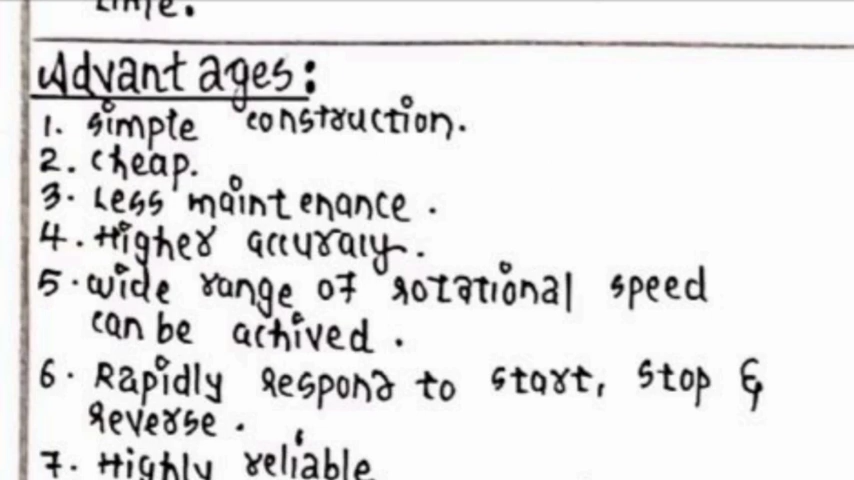 Advantages:
1. Simple construction.
2. Cheap.
3. Less maintenance.
4. Higher accuracy.
5. Wide range of rotational speed
can be achived.
6. Rapidly respond to start, stop &
reverse.
7. Highly reliable